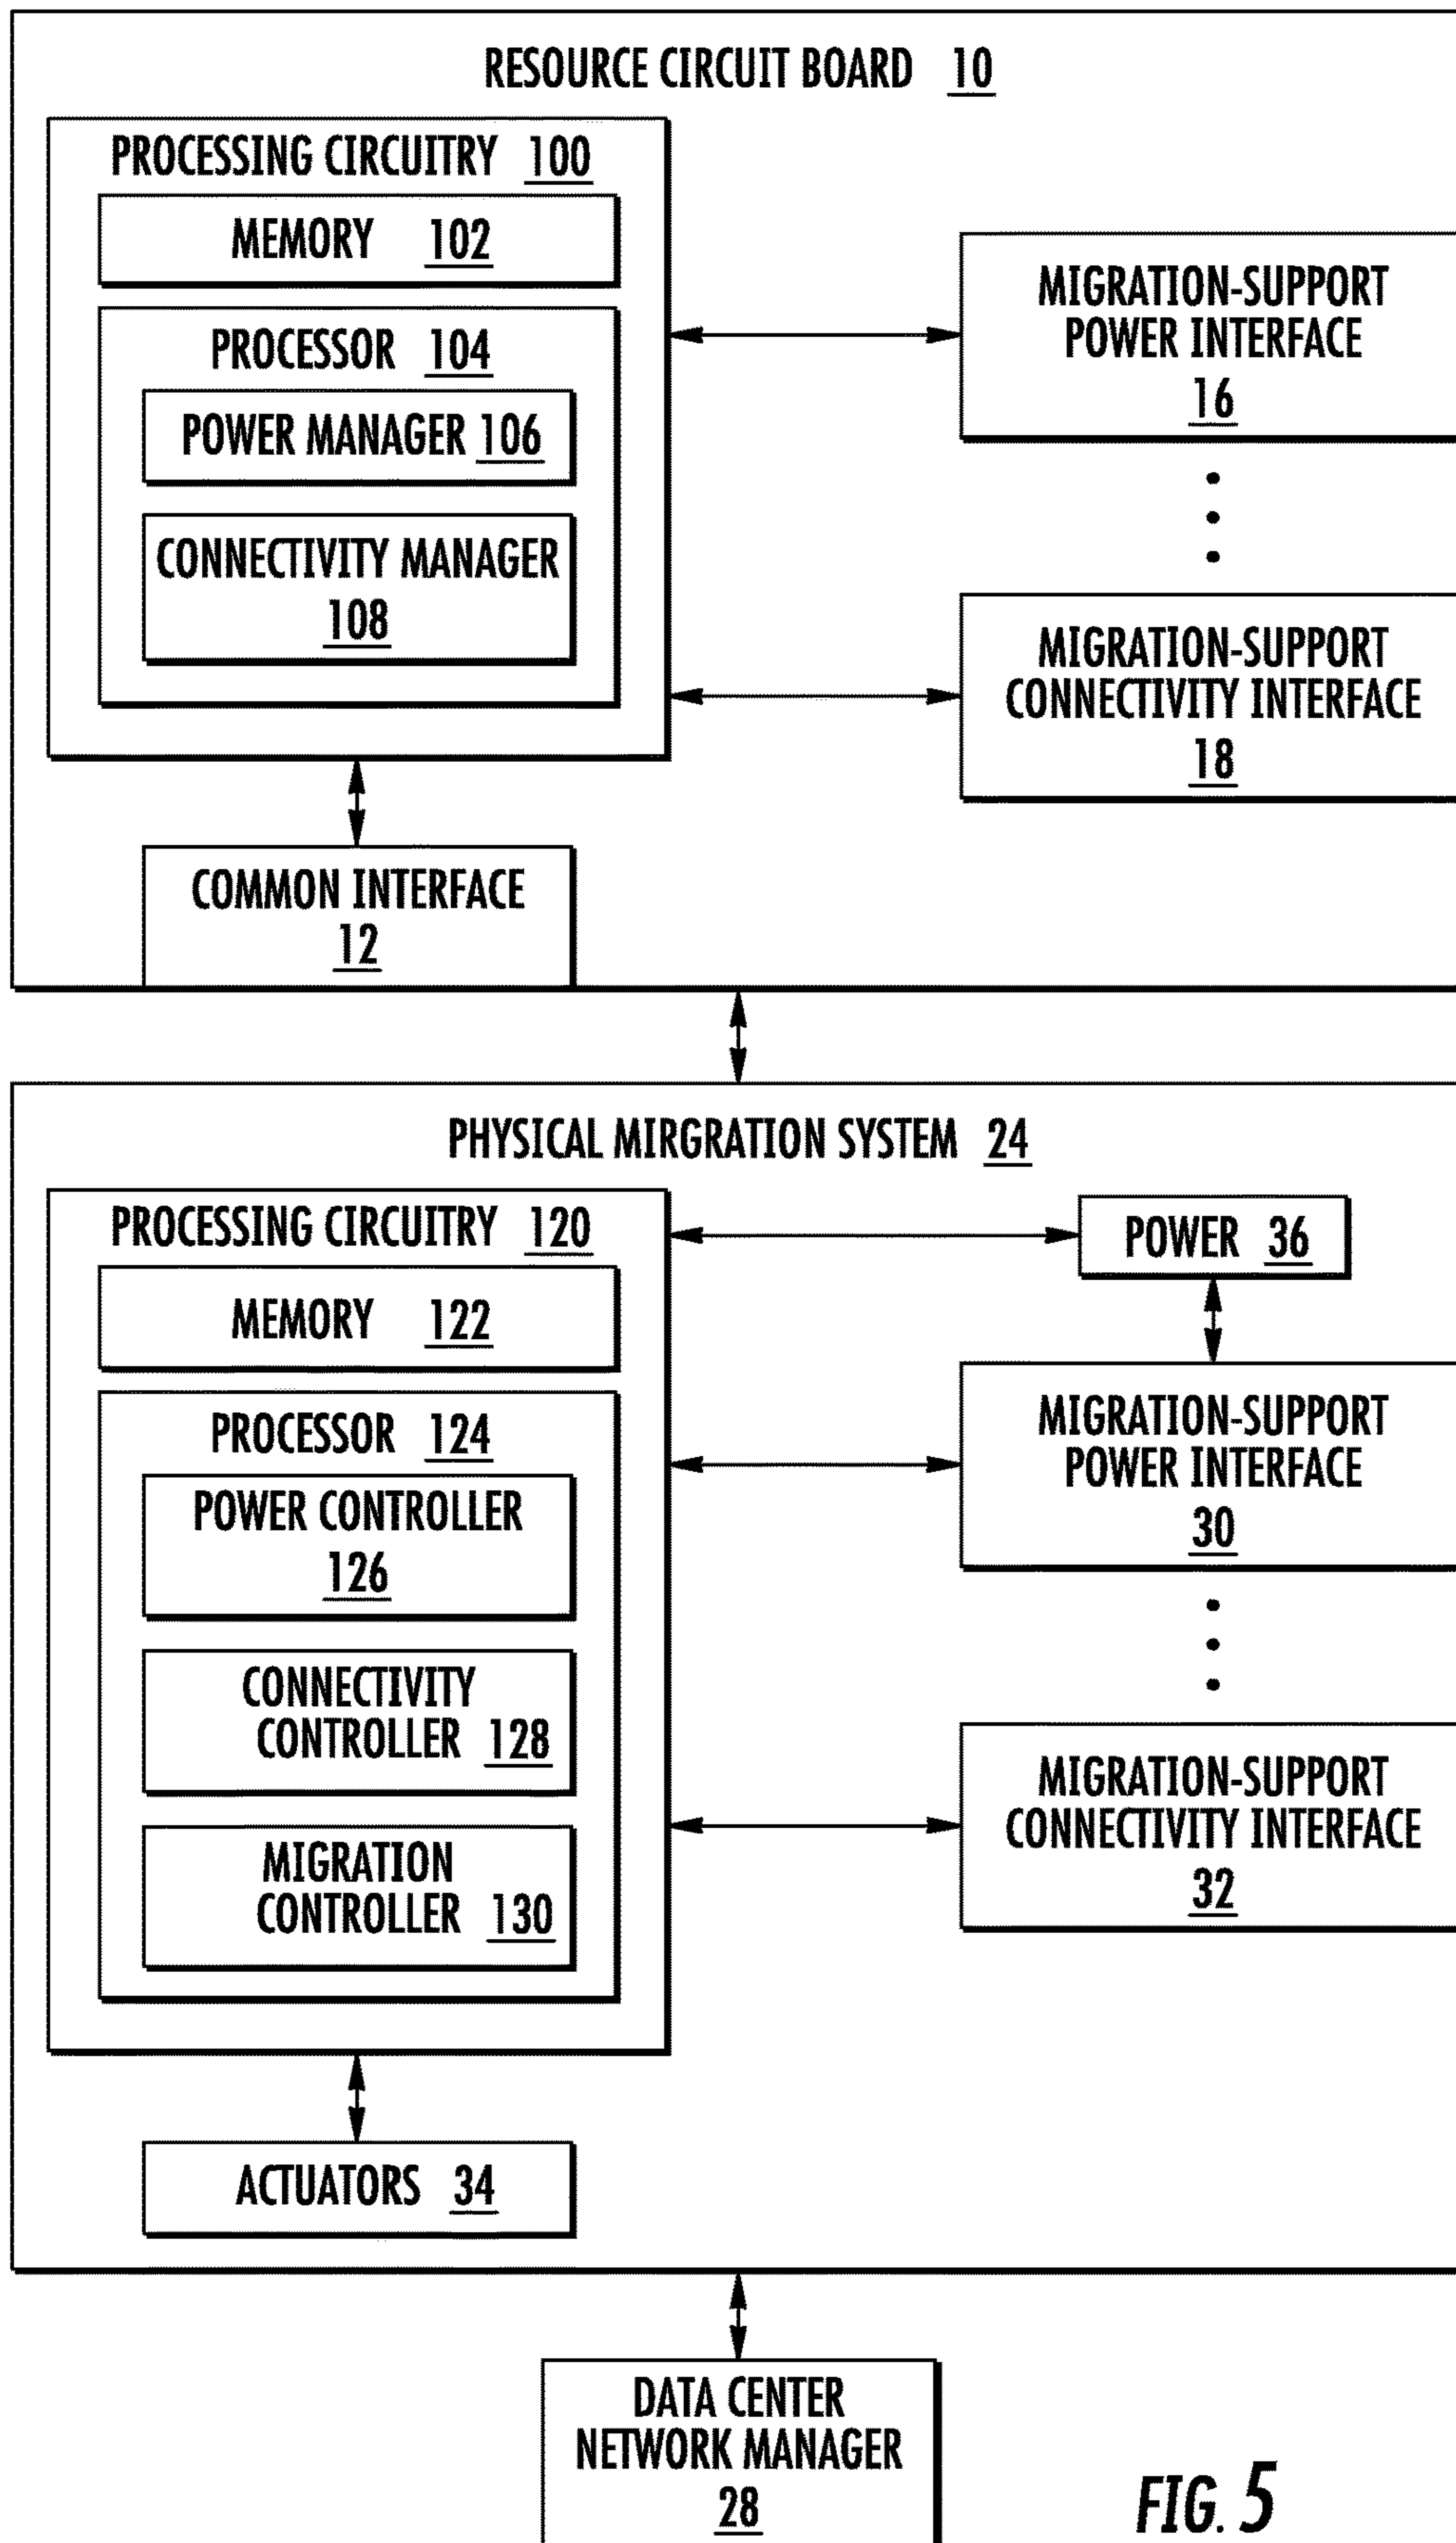 RESOURCE CIRCUIT BOARD 10
PROCESSING CIRCUITRY 100
MEMORY 102
PROCESSOR 104
POWER MANAGER 106
CONNECTIVITY MANAGER
108
MIGRATION-SUPPORT
POWER INTERFACE
16
MIGRATION-SUPPORT
CONNECTIVITY INTERFACE
18
COMMON INTERFACE
12
PHYSICAL MIRGRATION SYSTEM 24
PROCESSING CIRCUITRY 120
MEMORY 122
PROCESSOR 124
POWER CONTROLLER
126
CONNECTIVITY
CONTROLLER 128
MIGRATION
CONTROLLER 130
POWER 36
MIGRATION-SUPPORT
POWER INTERFACE
30
MIGRATION-SUPPORT
CONNECTIVITY INTERFACE
32
ACTUATORS 34
DATA CENTER
NETWORK MANAGER
28
FIG. 5